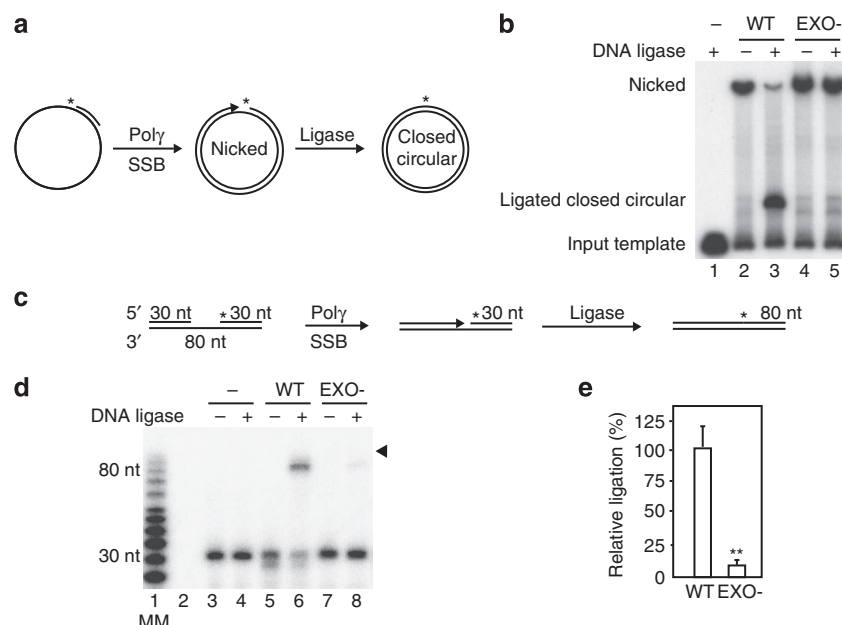 a
*
Polγ
SSB
*
Nicked
Ligase
*
Closed
circular
b
– WT EXO-
DNA ligase + – + – +
Nicked
Ligated closed circular
Input template
1 2 3 4 5
c
5′ 30 nt * 30 nt
3′ 80 nt
Polγ
SSB
* 30 nt
Ligase
* 80 nt
d
– WT EXO-
DNA ligase – + – + – +
80 nt
30 nt
1 2 3 4 5 6 7 8
MM
e
Relative ligation (%)
125
100
75
50
25
0
**
WT EXO-